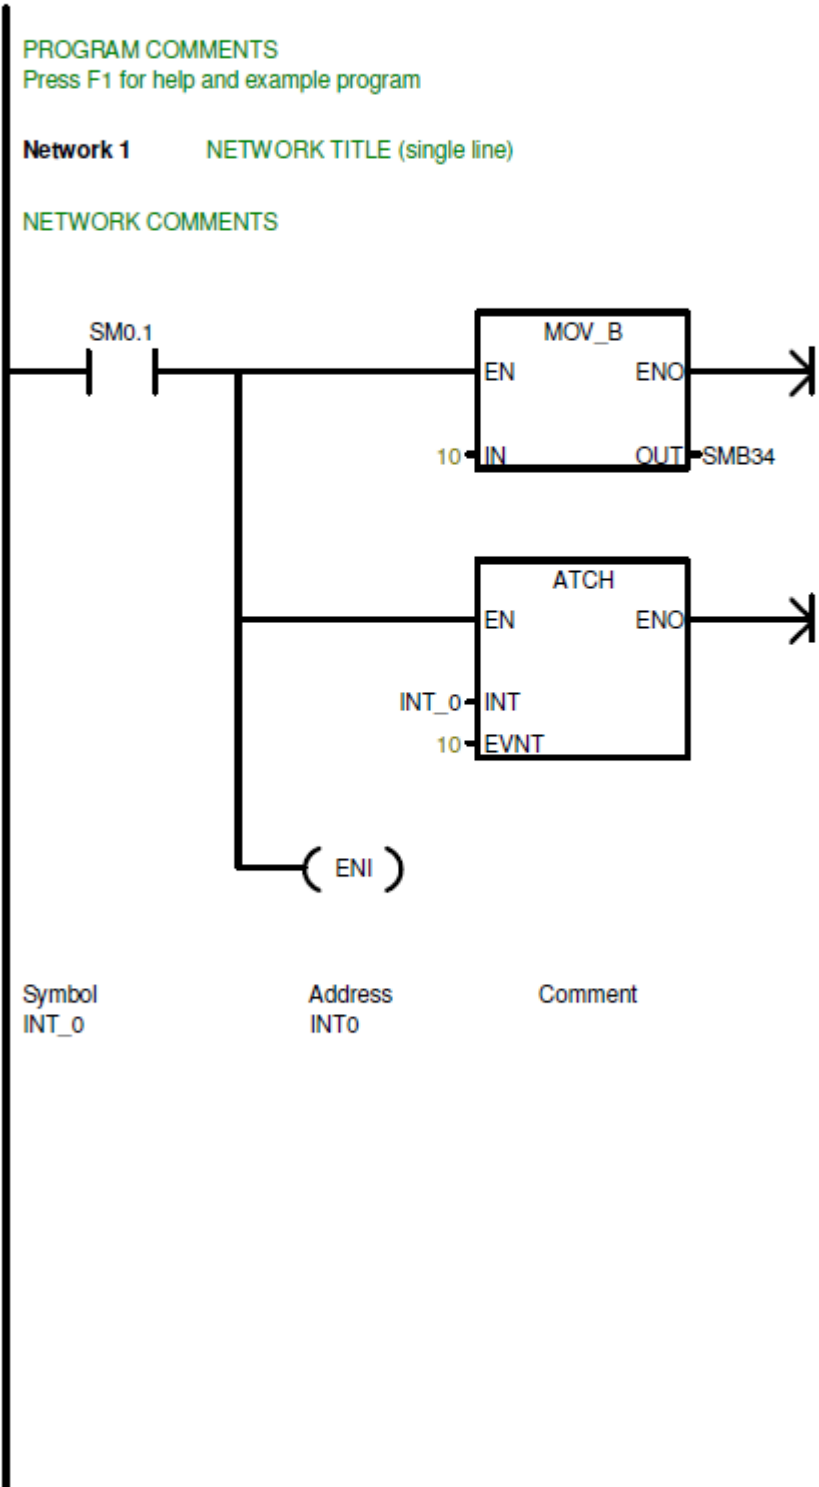 PROGRAM COMMENTS
Press F1 for help and example program
Network 1 NETWORK TITLE (single line)
NETWORK COMMENTS
SM0.1
MOV_B
EN ENO
10 IN OUT SMB34
ATCH
EN ENO
INT_0 INT
10 EVNT
ENI
Symbol Address Comment
INT_0 INT0